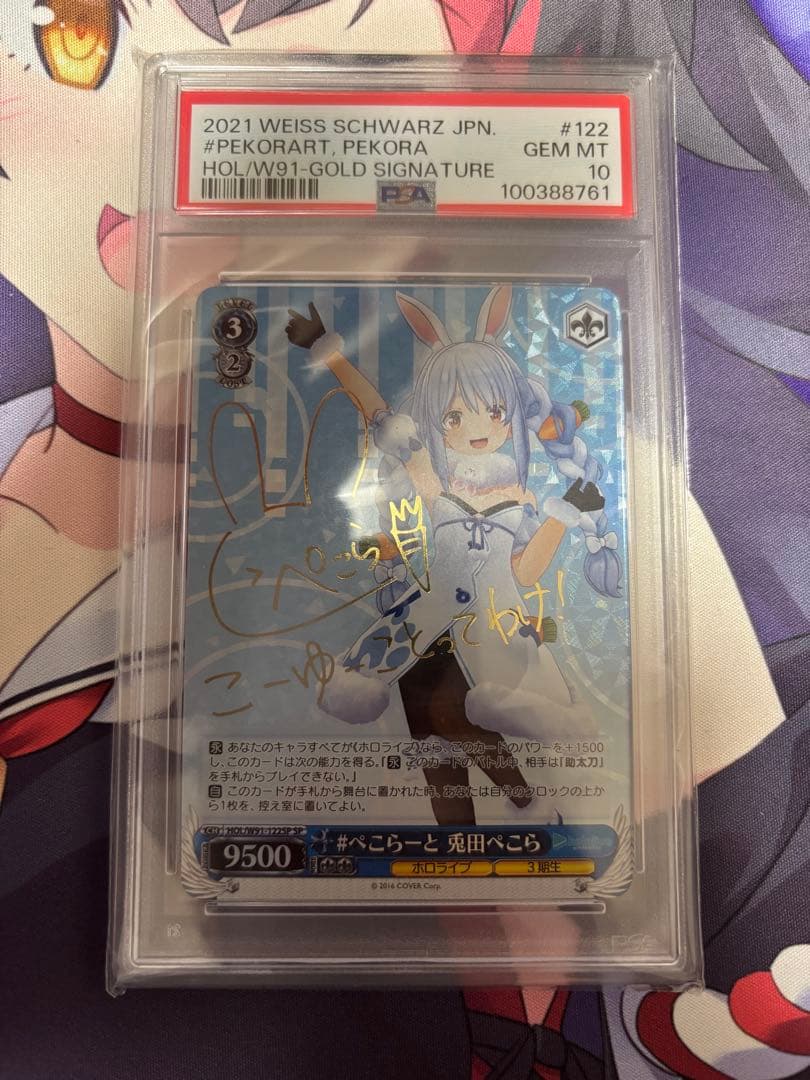 2021 WEISS SCHWARZ JPN. #122
#PEKORART, PEKORA GEM MT
HOL/W91-GOLD SIGNATURE 10
PSA 100388761
LEVEL
3
2
COST
ぺこら
こーゆーことってわけ!
永 あなたのキャラすべてが《ホロライブ》なら、このカードのパワーを+1500
し、このカードは次の能力を得る。『永 このカードのバトル中、相手は『助太刀』
を手札からプレイできない。』
自 このカードが手札から舞台に置かれた時、あなたは自分のクロックの上か
ら1枚を、控え室に置いてよい。
CH HOL/W91-122SP SP
9500
#ぺこらーと 兎田ぺこら
ホロライブ 3期生
© 2016 COVER Corp.